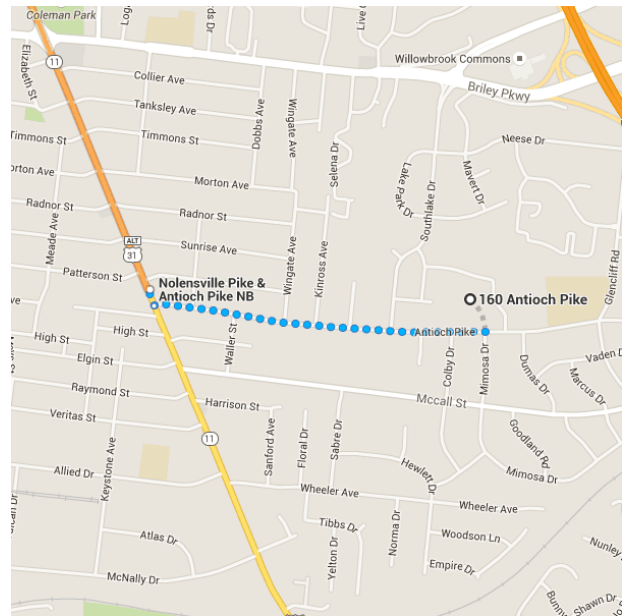 Coleman Park
Elizabeth St
11
Collier Ave
Tanksley Ave
Timmons St
Timmons St
Dobbs Ave
Wingate Ave
Willowbrook Commons
Briley Pkwy
Neese Dr
Selena Dr
Lake Park Dr
Mavert Dr
Southlake Dr
Morton Ave
Radnor St
Radnor St
Meade Ave
ALT
31
Sunrise Ave
Wingate Ave
Kinross Ave
Patterson St
Nolensville Pike &
Antioch Pike NB
160 Antioch Pike
Glencliff Rd
High St
High St
Waller St
Antioch Pike
Colby Dr
Mimosa Dr
Dumas Dr
Vaden Dr
Marcus Dr
Elgin St
Raymond St
Veritas St
Harrison St
Mccall St
11
Keystone Ave
Sanford Ave
Floral Dr
Sabre Dr
Hewlett Dr
Goodland Rd
Mimosa Dr
Allied Dr
Wheeler Ave
Wheeler Ave
Tibbs Dr
Norma Dr
Woodson Ln
Atlas Dr
Yelton Dr
Empire Dr
McNally Dr
Shawn Dr